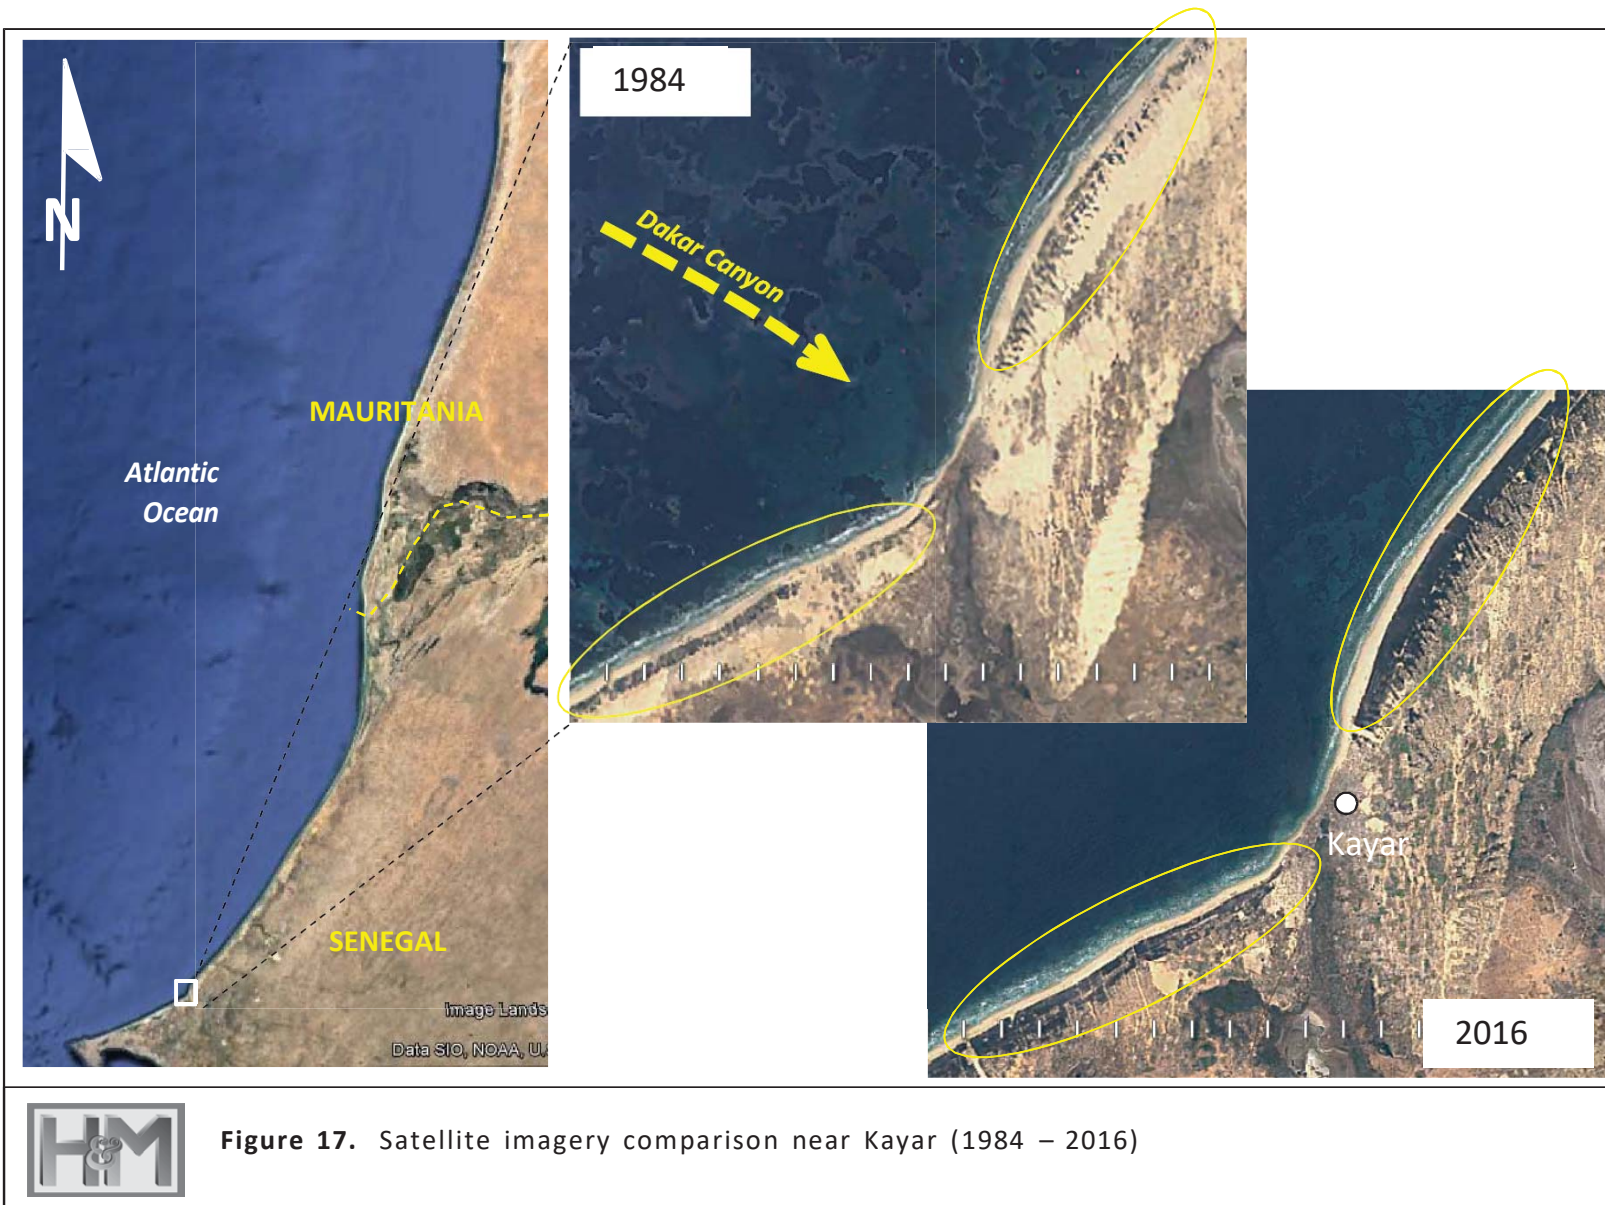 N
MAURITANIA
Atlantic
Ocean
SENEGAL
Image Lands
Data SIO, NOAA, U.
1984
Dakar Canyon
Kayar
2016
H&M
Figure 17. Satellite imagery comparison near Kayar (1984 – 2016)